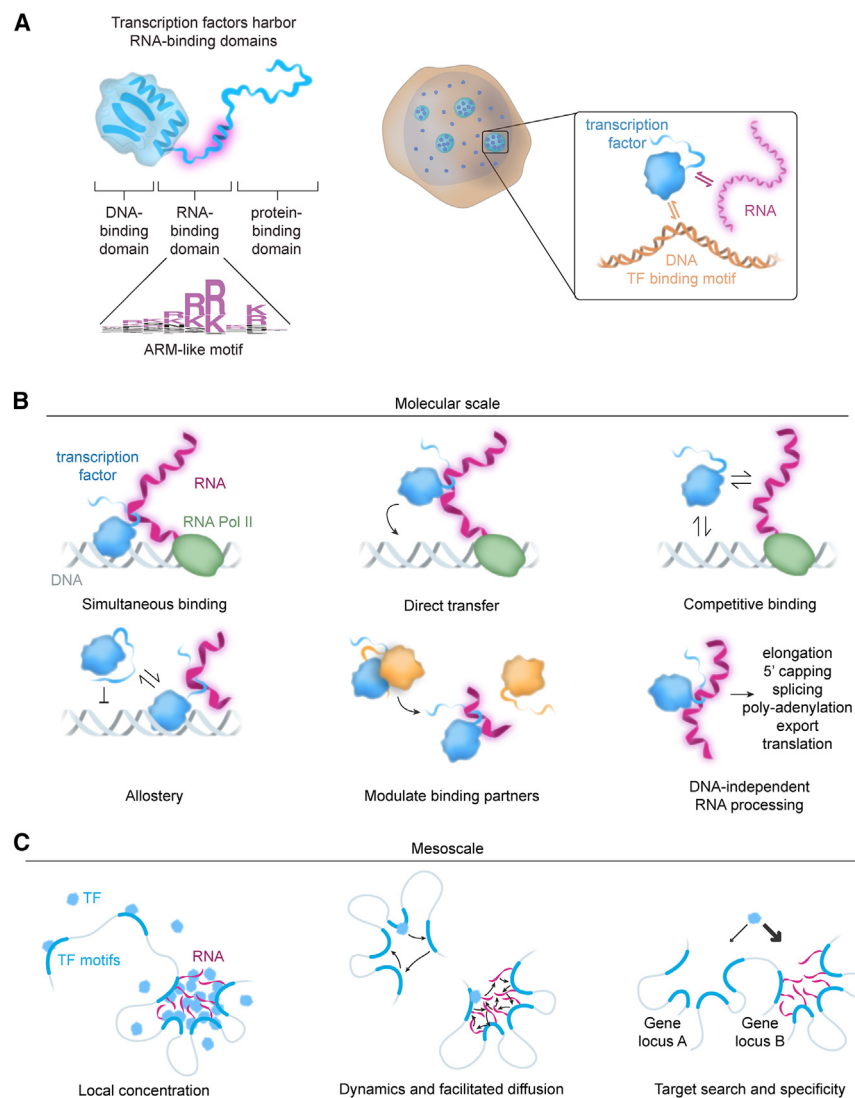 A
Transcription factors harbor
RNA-binding domains
DNA-
binding
domain
RNA-
binding
domain
protein-
binding
domain
R
R
K
K
R
K
R
ARM-like motif
transcription
factor
RNA
DNA
TF binding motif
B
Molecular scale
transcription
factor
RNA
RNA Pol II
DNA
Simultaneous binding
Direct transfer
Competitive binding
Allostery
Modulate binding partners
elongation
5' capping
splicing
poly-adenylation
export
translation
DNA-independent
RNA processing
C
Mesoscale
TF
TF motifs
RNA
Local concentration
Dynamics and facilitated diffusion
Gene
locus A
Gene
locus B
Target search and specificity